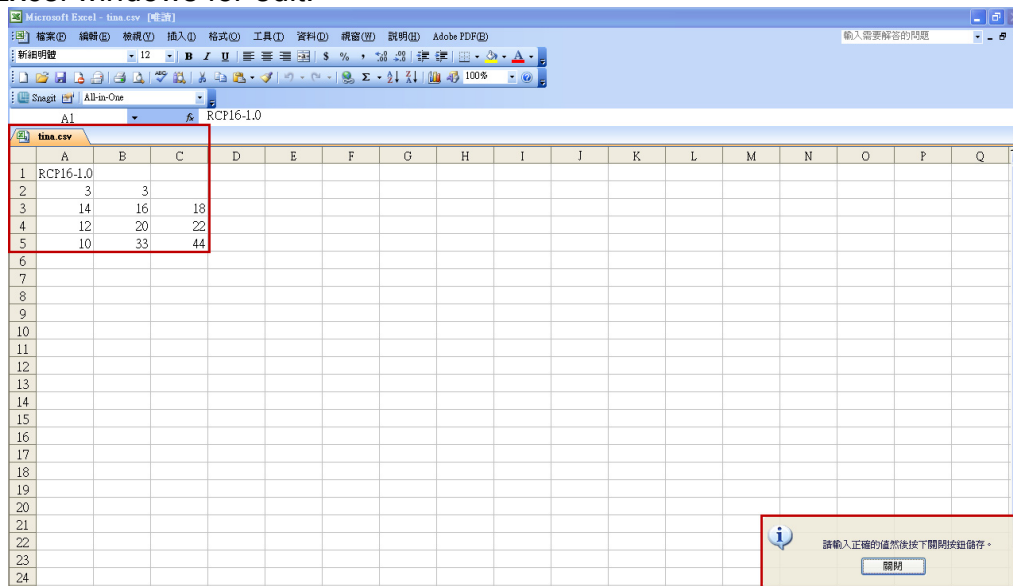 Excel windows for edit.
Microsoft Excel - tina.csv [唯讀]
檔案(F) 編輯(E) 檢視(V) 插入(I) 格式(O) 工具(T) 資料(D) 視窗(W) 說明(H) Adobe PDF(B) 輸入需要解答的問題
新細明體 12 B I U $ %
Σ 100%
Snagit All-in-One
A1 fx RCP16-1.0
tina.csv
A B C D E F G H I J K L M N O P Q
1 RCP16-1.0
2 3 3
3 14 16 18
4 12 20 22
5 10 33 44
6
7
8
9
10
11
12
13
14
15
16
17
18
19
20
21
22 請輸入正確的值然後按下關閉按鈕儲存。
23 關閉
24